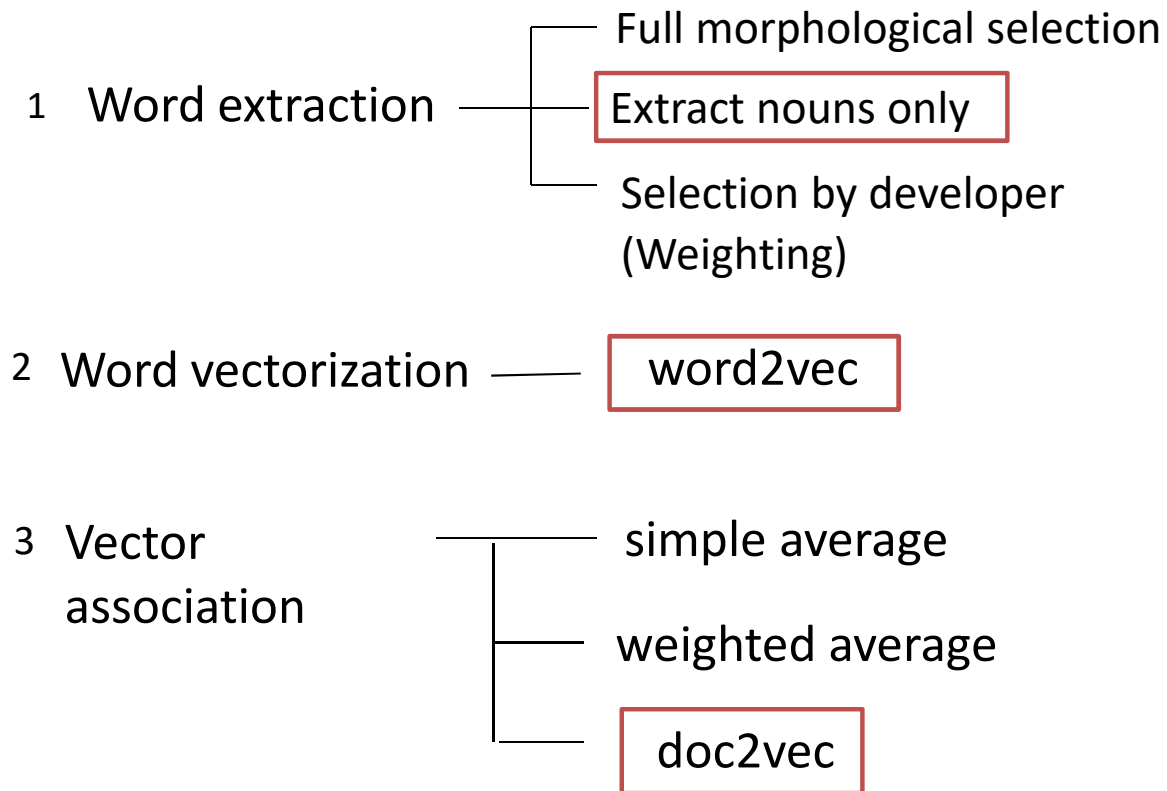 Full morphological selection
1 Word extraction
Extract nouns only
Selection by developer
(Weighting)
2 Word vectorization
word2vec
3 Vector
association
simple average
weighted average
doc2vec